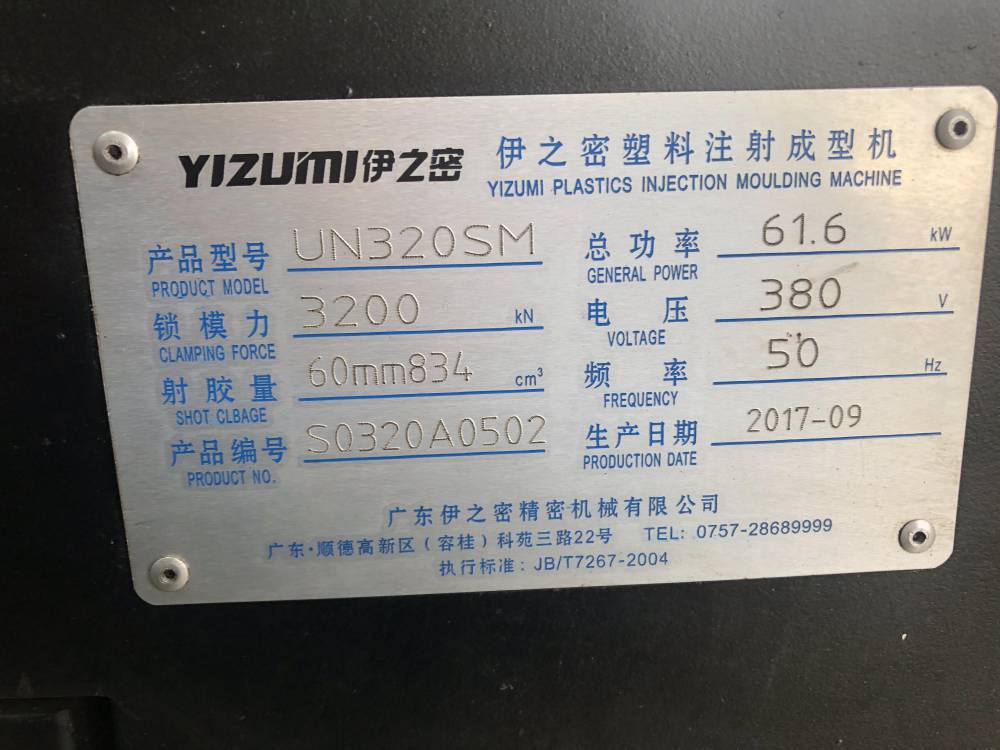 YIZUMI伊之密
伊之密塑料注射成型机
YIZUMI PLASTICS INJECTION MOULDING MACHINE
产品型号 UN320SM
PRODUCT MODEL
锁模力 3200 kN
CLAMPING FORCE
射胶量 60mm834 cm³
SHOT CLBAGE
产品编号 S0320A0502
PRODUCT NO.
总功率 61.6 kW
GENERAL POWER
电压 380 V
VOLTAGE
频率 50 Hz
FREQUENCY
生产日期 2017-09
PRODUCTION DATE
广东伊之密精密机械有限公司
广东·顺德高新区(容桂)科苑三路22号 TEL: 0757-28689999
执行标准: JB/T7267-2004